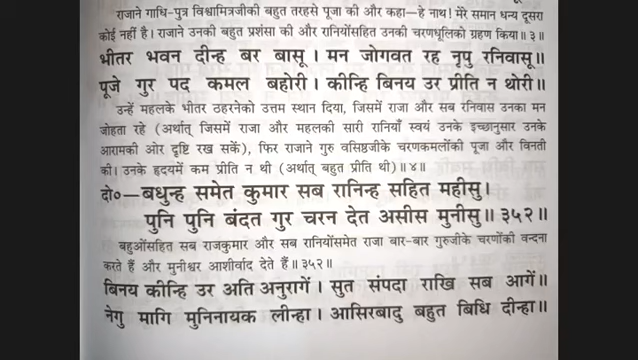 राजाने गाधि-पुत्र विश्वामित्रजीकी बहुत तरहसे पूजा की और कहा—हे नाथ! मेरे समान धन्य दूसरा
कोई नहीं है। राजाने उनकी बहुत प्रशंसा की और रानियोंसहित उनकी चरणधूलिको ग्रहण किया॥३॥
भीतर भवन दीन्ह बर बासू। मन जोगवत रह नृपु रनिवासू॥
पूजे गुर पद कमल बहोरी। कीन्हि बिनय उर प्रीति न थोरी॥
उन्हें महलके भीतर ठहरनेको उत्तम स्थान दिया, जिसमें राजा और सब रनिवास उनका मन
जोहता रहे (अर्थात् जिसमें राजा और महलकी सारी रानियाँ स्वयं उनके इच्छानुसार उनके
आरामकी ओर दृष्टि रख सकें), फिर राजाने गुरु वसिष्ठजीके चरणकमलोंकी पूजा और विनती
की। उनके हृदयमें कम प्रीति न थी (अर्थात् बहुत प्रीति थी)॥४॥
दो०—बधुन्ह समेत कुमार सब रानिन्ह सहित महीसु।
पुनि पुनि बंदत गुर चरन देत असीस मुनीसु॥३५२॥
बहुओंसहित सब राजकुमार और सब रानियोंसमेत राजा बार-बार गुरुजीके चरणोंकी वन्दना
करते हैं और मुनीश्वर आशीर्वाद देते हैं॥३५२॥
बिनय कीन्हि उर अति अनुरागें। सुत संपदा राखि सब आगें॥
नेगु मागि मुनिनायक लीन्हा। आसिरबादु बहुत बिधि दीन्हा॥